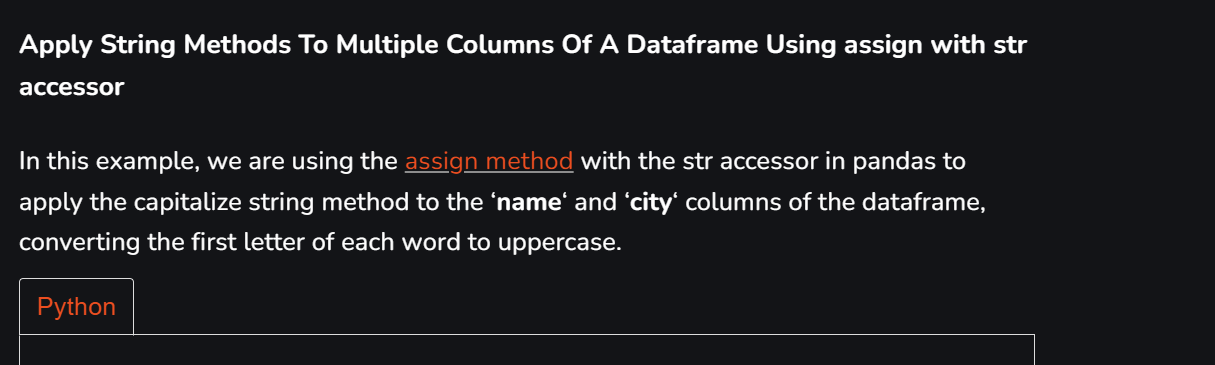 Apply String Methods To Multiple Columns Of A Dataframe Using assign with str
accessor
In this example, we are using the assign method with the str accessor in pandas to
apply the capitalize string method to the ‘name‘ and ‘city‘ columns of the dataframe,
converting the first letter of each word to uppercase.
Python